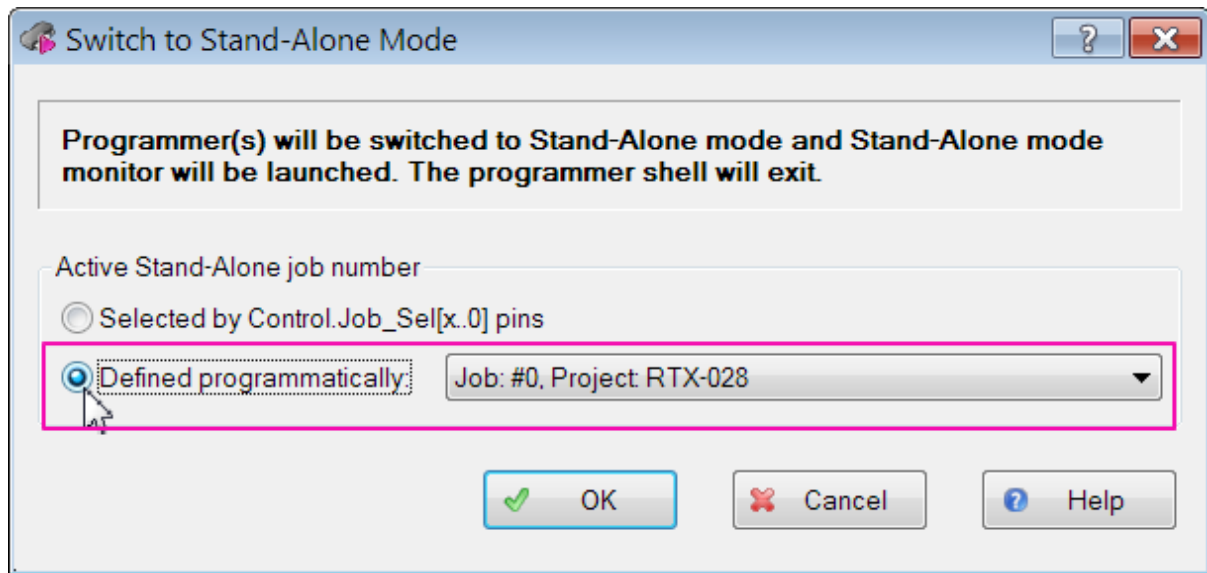 Switch to Stand-Alone Mode
Programmer(s) will be switched to Stand-Alone mode and Stand-Alone mode
monitor will be launched. The programmer shell will exit.
Active Stand-Alone job number
Selected by Control.Job_Sel[x..0] pins
Defined programmatically: Job: #0, Project: RTX-028
OK Cancel Help